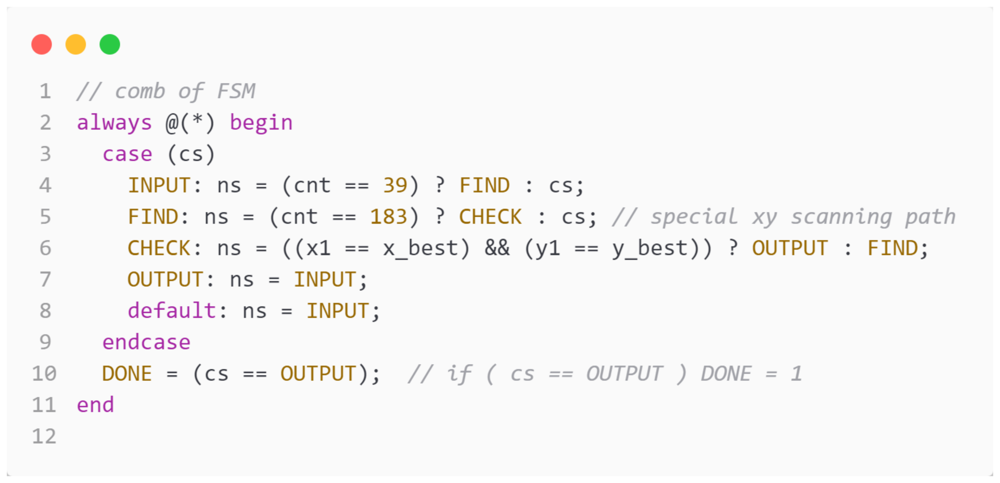 1 // comb of FSM
2 always @(*) begin
3   case (cs)
4     INPUT: ns = (cnt == 39) ? FIND : cs;
5     FIND: ns = (cnt == 183) ? CHECK : cs; // special xy scanning path
6     CHECK: ns = ((x1 == x_best) && (y1 == y_best)) ? OUTPUT : FIND;
7     OUTPUT: ns = INPUT;
8     default: ns = INPUT;
9   endcase
10   DONE = (cs == OUTPUT);  // if ( cs == OUTPUT ) DONE = 1
11 end
12